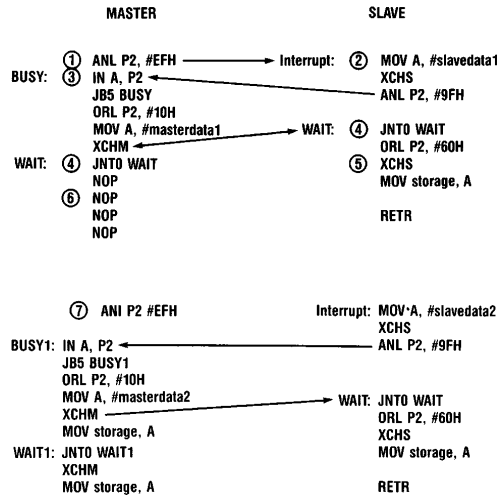 MASTER SLAVE
① ANL P2, #EFH Interrupt: ② MOV A, #slavedata1
BUSY: ③ IN A, P2 XCHS
JB5 BUSY ANL P2, #9FH
ORL P2, #10H
MOV A, #masterdata1 WAIT: ④ JNT0 WAIT
XCHM ORL P2, #60H
WAIT: ④ JNT0 WAIT ⑤ XCHS
NOP MOV storage, A
⑥ NOP
NOP RETR
NOP
⑦ ANI P2 #EFH Interrupt: MOV·A, #slavedata2
XCHS
BUSY1: IN A, P2 ANL P2, #9FH
JB5 BUSY1
ORL P2, #10H
MOV A, #masterdata2 WAIT: JNT0 WAIT
XCHM ORL P2, #60H
MOV storage, A XCHS
WAIT1: JNT0 WAIT1 MOV storage, A
XCHM
MOV storage, A RETR